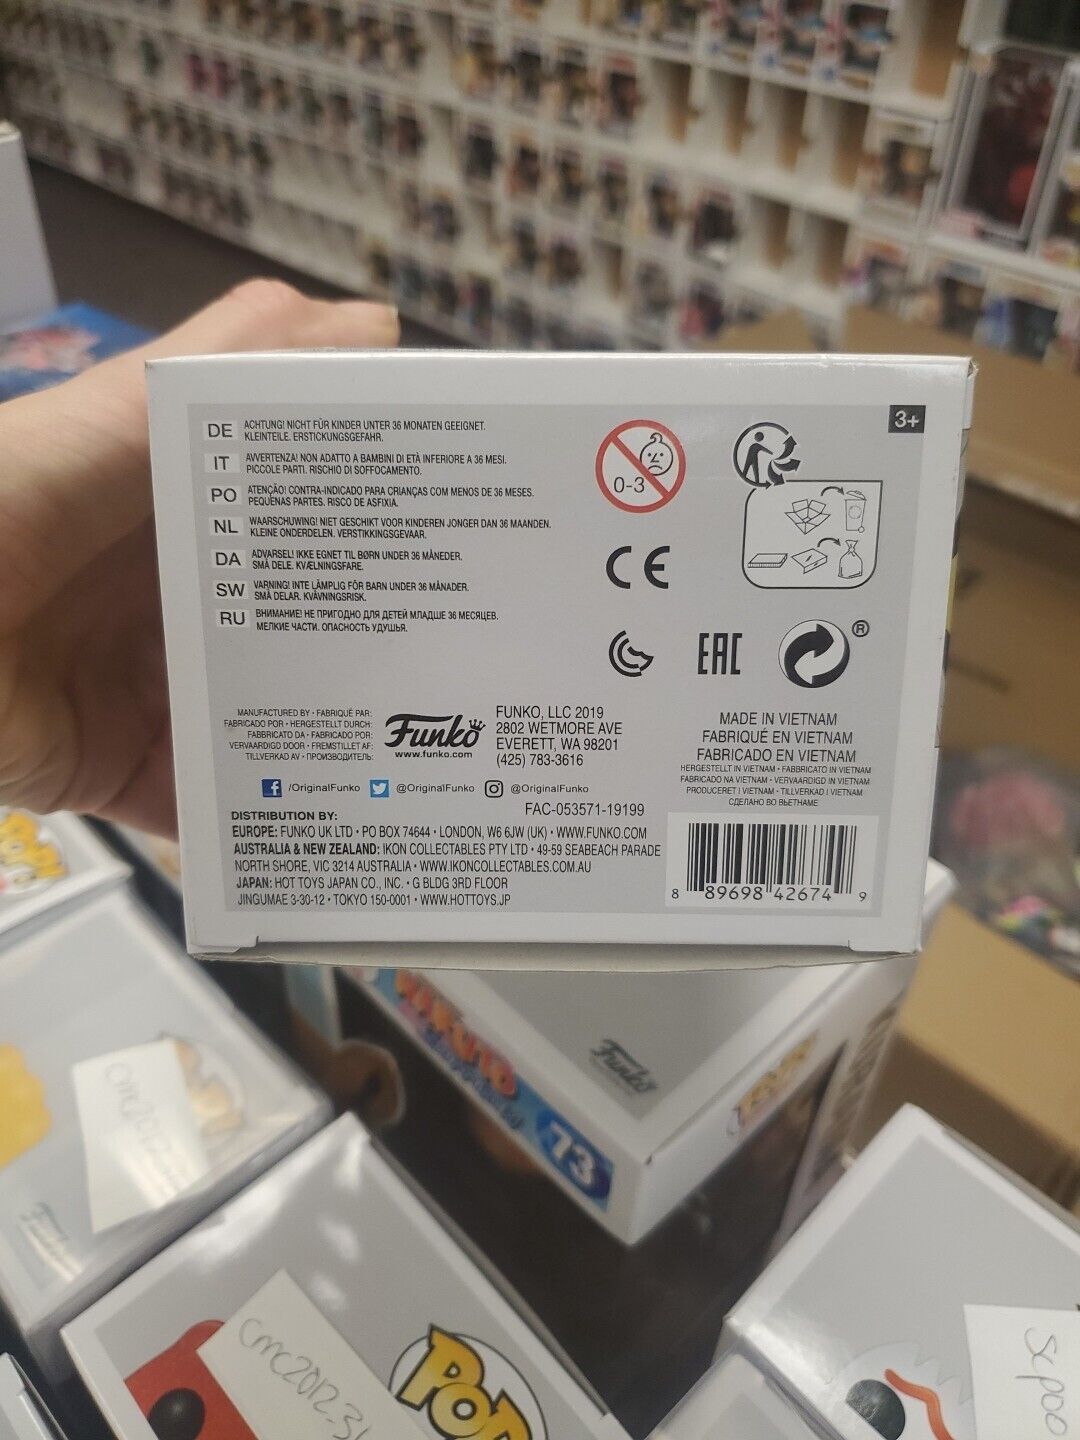 3+
DE ACHTUNG! NICHT FÜR KINDER UNTER 36 MONATEN GEEIGNET.
KLEINTEILE. ERSTICKUNGSGEFAHR.
IT AVVERTENZA! NON ADATTO A BAMBINI DI ETÀ INFERIORE A 36 MESI.
PICCOLE PARTI. RISCHIO DI SOFFOCAMENTO.
PO ATENÇÃO! CONTRA-INDICADO PARA CRIANÇAS COM MENOS DE 36 MESES.
PEQUENAS PARTES. RISCO DE ASFIXIA.
NL WAARSCHUWING! NIET GESCHIKT VOOR KINDEREN JONGER DAN 36 MAANDEN.
KLEINE ONDERDELEN. VERSTIKKINGSGEVAAR.
DA ADVARSEL! IKKE EGNET TIL BØRN UNDER 36 MÅNEDER.
SMÅ DELE. KVÆLNINGSFARE.
SW VARNING! INTE LÄMPLIG FÖR BARN UNDER 36 MÅNADER.
SMÅ DELAR. KVÄVNINGSRISK.
RU ВНИМАНИЕ! НЕ ПРИГОДНО ДЛЯ ДЕТЕЙ МЛАДШЕ 36 МЕСЯЦЕВ.
МЕЛКИЕ ЧАСТИ. ОПАСНОСТЬ УДУШЬЯ.
0-3
CE
EAC
®
MANUFACTURED BY • FABRIQUÉ PAR:
FABRICADO POR • HERGESTELLT DURCH:
FABBRICATO DA • FABRICADO POR:
VERVAARDIGD DOOR • FREMSTILLET AF:
TILLVERKAD AV • ПРОИЗВОДИТЕЛЬ:
Funko
www.funko.com
FUNKO, LLC 2019
2802 WETMORE AVE
EVERETT, WA 98201
(425) 783-3616
/OriginalFunko @OriginalFunko @OriginalFunko
FAC-053571-19199
DISTRIBUTION BY:
EUROPE: FUNKO UK LTD • PO BOX 74644 • LONDON, W6 6JW (UK) • WWW.FUNKO.COM
AUSTRALIA & NEW ZEALAND: IKON COLLECTABLES PTY LTD • 49-59 SEABEACH PARADE
NORTH SHORE, VIC 3214 AUSTRALIA • WWW.IKONCOLLECTABLES.COM.AU
JAPAN: HOT TOYS JAPAN CO., INC. • G BLDG 3RD FLOOR
JINGUMAE 3-30-12 • TOKYO 150-0001 • WWW.HOTTOYS.JP
MADE IN VIETNAM
FABRIQUÉ EN VIETNAM
FABRICADO EN VIETNAM
HERGESTELLT IN VIETNAM • FABBRICATO IN VIETNAM
FABRICADO NA VIETNAM • VERVAARDIGD IN VIETNAM
PRODUCERET I VIETNAM • TILLVERKAD I VIETNAM
СДЕЛАНО ВО ВЬЕТНАМЕ
8 89698 42674 9
NARUTO
73
Funko
POP!
Funko
POP